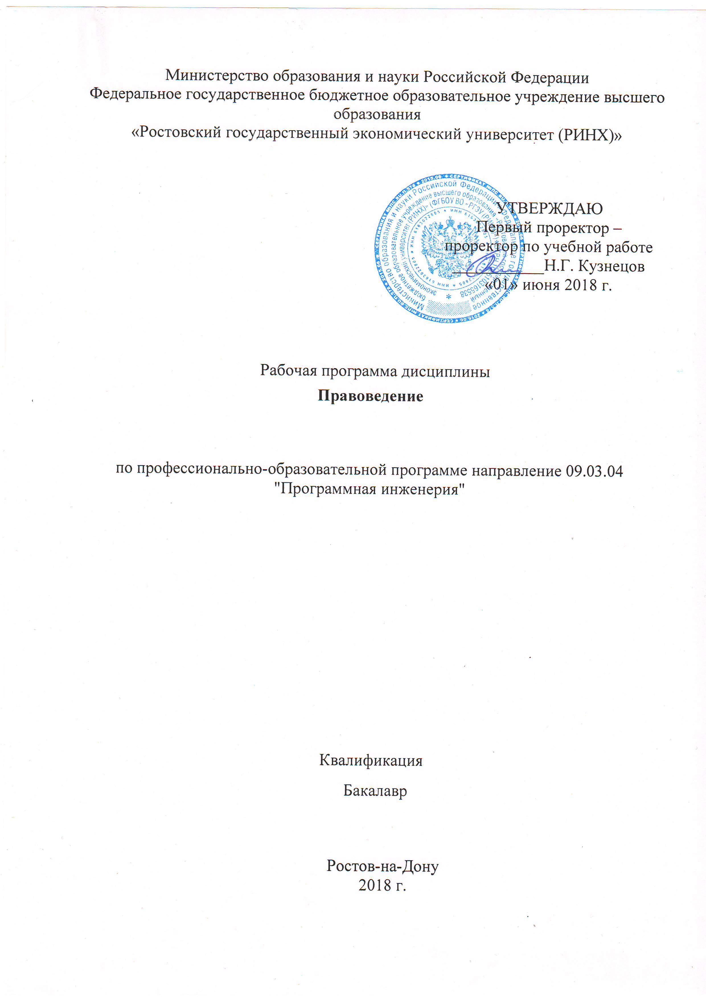 Министерство образования и науки Российской Федерации
Федеральное государственное бюджетное образовательное учреждение высшего
образования
«Ростовский государственный экономический университет (РИНХ)»
УТВЕРЖДАЮ
Первый проректор –
проректор по учебной работе
Н.Г. Кузнецов
«01» июня 2018 г.
Рабочая программа дисциплины
Правоведение
по профессионально-образовательной программе направление 09.03.04
"Программная инженерия"
Квалификация
Бакалавр
Ростов-на-Дону
2018 г.